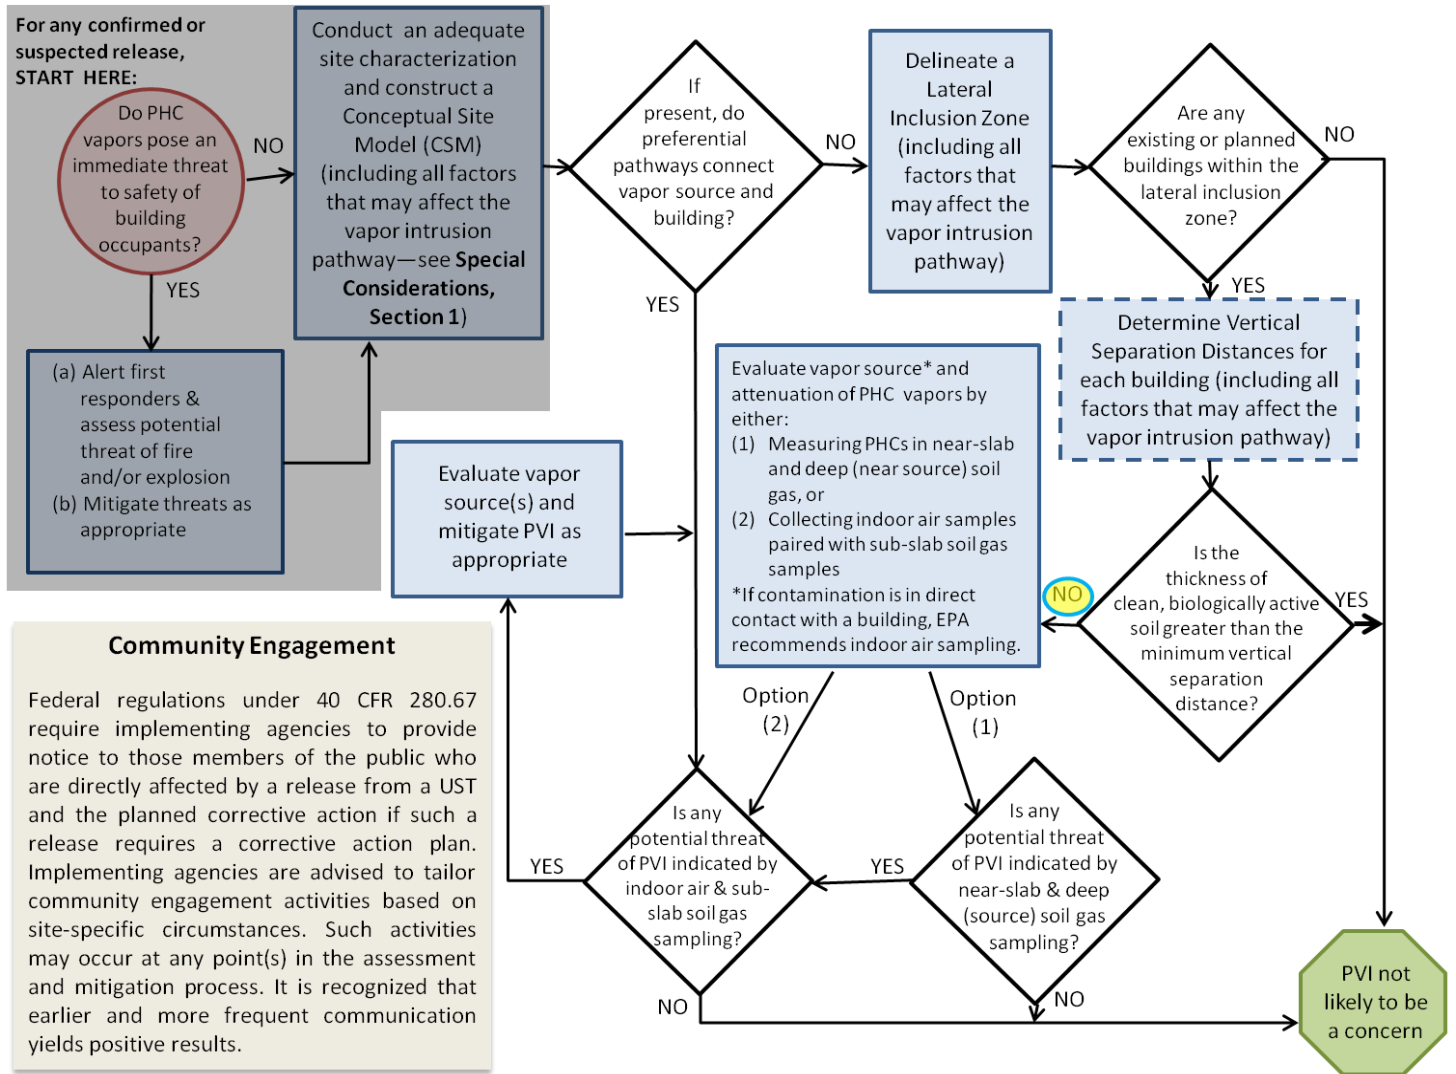 For any confirmed or
suspected release,
START HERE:
Do PHC
vapors pose an
immediate threat
to safety of
building
occupants?
NO
YES
(a) Alert first
responders &
assess potential
threat of fire
and/or explosion
(b) Mitigate threats as
appropriate
Conduct an adequate
site characterization
and construct a
Conceptual Site
Model (CSM)
(including all factors
that may affect the
vapor intrusion
pathway—see Special
Considerations,
Section 1)
If
present, do
preferential
pathways connect
vapor source and
building?
NO
YES
Delineate a
Lateral
Inclusion Zone
(including all
factors that
may affect the
vapor intrusion
pathway)
Are any
existing or planned
buildings within the
lateral inclusion
zone?
NO
YES
Determine Vertical
Separation Distances for
each building (including all
factors that may affect the
vapor intrusion pathway)
Is the
thickness of
clean, biologically active
soil greater than the
minimum vertical
separation
distance?
YES
NO
Evaluate vapor source* and
attenuation of PHC vapors by
either:
(1) Measuring PHCs in near-slab
and deep (near source) soil
gas, or
(2) Collecting indoor air samples
paired with sub-slab soil gas
samples
*If contamination is in direct
contact with a building, EPA
recommends indoor air sampling.
Option
(2)
Option
(1)
Evaluate vapor
source(s) and
mitigate PVI as
appropriate
Is any
potential threat
of PVI indicated by
indoor air & sub-
slab soil gas
sampling?
YES
NO
Is any
potential threat
of PVI indicated by
near-slab & deep
(source) soil gas
sampling?
YES
NO
PVI not
likely to be
a concern
Community Engagement
Federal regulations under 40 CFR 280.67
require implementing agencies to provide
notice to those members of the public who
are directly affected by a release from a UST
and the planned corrective action if such a
release requires a corrective action plan.
Implementing agencies are advised to tailor
community engagement activities based on
site-specific circumstances. Such activities
may occur at any point(s) in the assessment
and mitigation process. It is recognized that
earlier and more frequent communication
yields positive results.